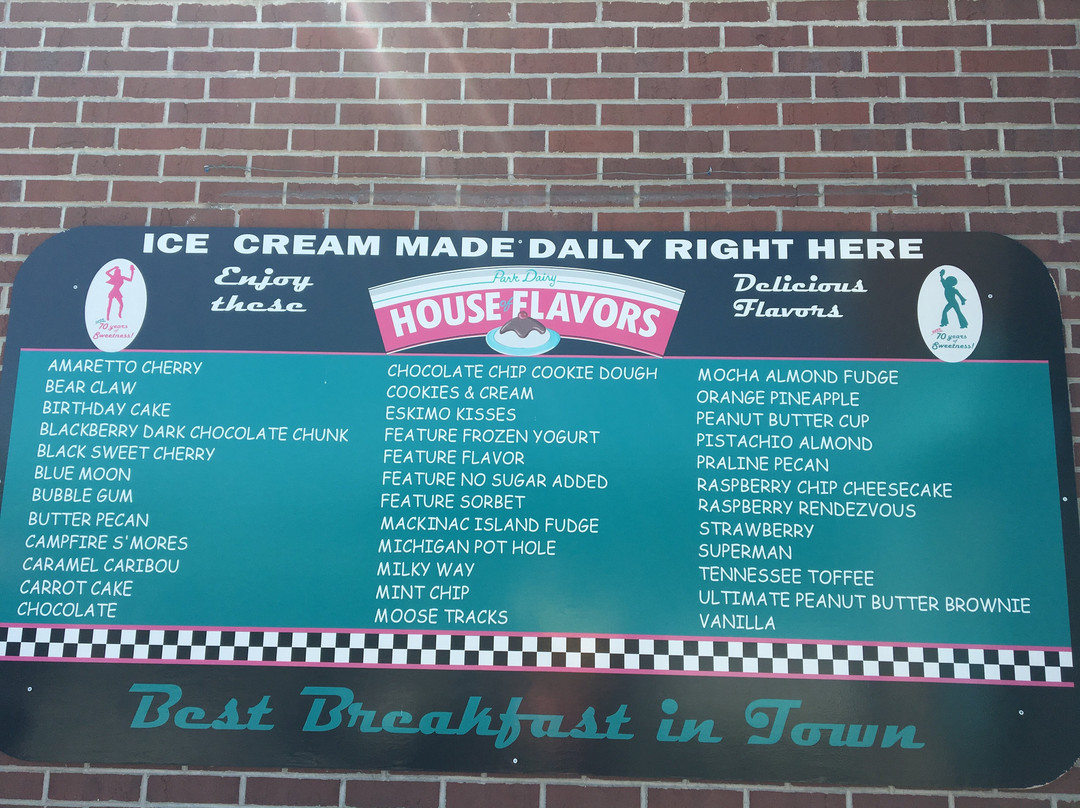 ICE CREAM MADE DAILY RIGHT HERE
Enjoy
these
Park Dairy
HOUSE of FLAVORS
Delicious
Flavors
over
70 years
of
Sweetness!
over
70 years
of
Sweetness!
AMARETTO CHERRY
BEAR CLAW
BIRTHDAY CAKE
BLACKBERRY DARK CHOCOLATE CHUNK
BLACK SWEET CHERRY
BLUE MOON
BUBBLE GUM
BUTTER PECAN
CAMPFIRE S'MORES
CARAMEL CARIBOU
CARROT CAKE
CHOCOLATE
CHOCOLATE CHIP COOKIE DOUGH
COOKIES & CREAM
ESKIMO KISSES
FEATURE FROZEN YOGURT
FEATURE FLAVOR
FEATURE NO SUGAR ADDED
FEATURE SORBET
MACKINAC ISLAND FUDGE
MICHIGAN POT HOLE
MILKY WAY
MINT CHIP
MOOSE TRACKS
MOCHA ALMOND FUDGE
ORANGE PINEAPPLE
PEANUT BUTTER CUP
PISTACHIO ALMOND
PRALINE PECAN
RASPBERRY CHIP CHEESECAKE
RASPBERRY RENDEZVOUS
STRAWBERRY
SUPERMAN
TENNESSEE TOFFEE
ULTIMATE PEANUT BUTTER BROWNIE
VANILLA
Best Breakfast in Town